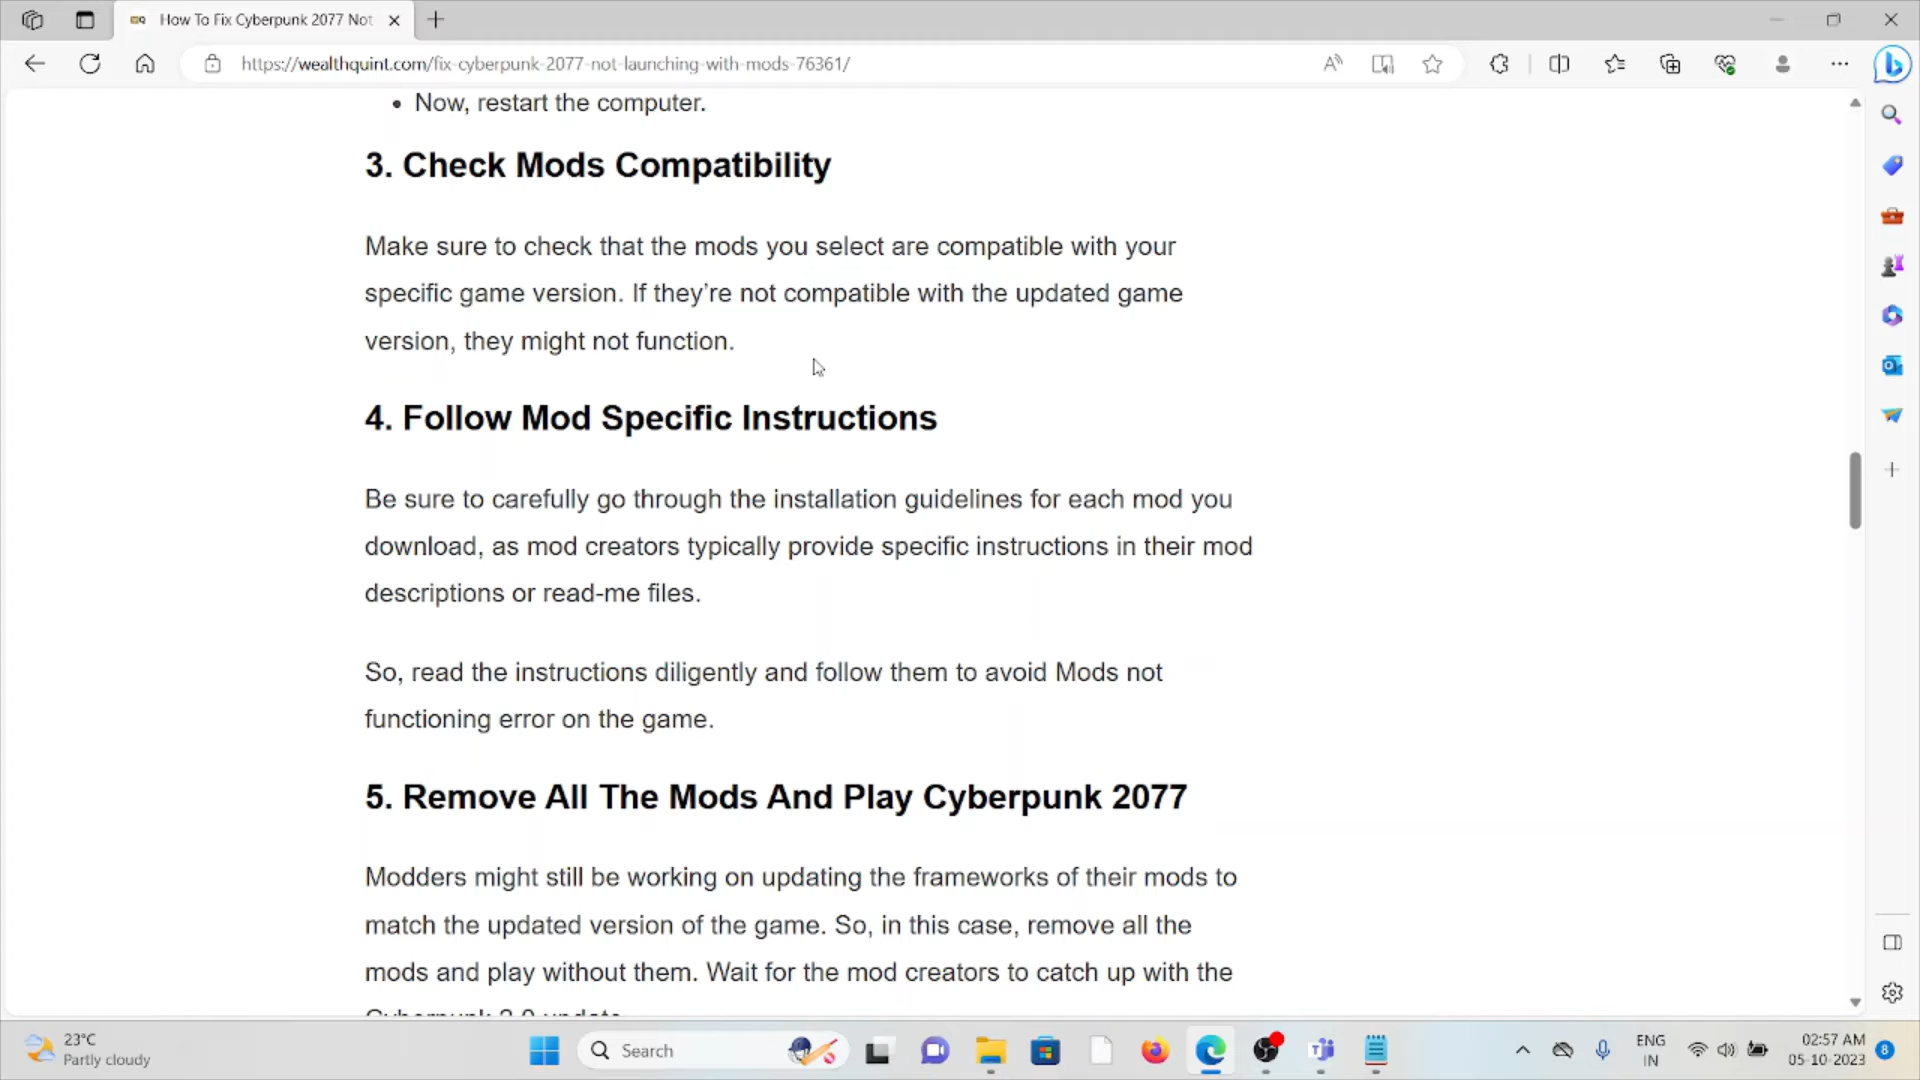 How To Fix Cyberpunk 2077 Not
https://wealthquint.com/fix-cyberpunk-2077-not-launching-with-mods-76361/
• Now, restart the computer.
3. Check Mods Compatibility
Make sure to check that the mods you select are compatible with your
specific game version. If they’re not compatible with the updated game
version, they might not function.
4. Follow Mod Specific Instructions
Be sure to carefully go through the installation guidelines for each mod you
download, as mod creators typically provide specific instructions in their mod
descriptions or read-me files.
So, read the instructions diligently and follow them to avoid Mods not
functioning error on the game.
5. Remove All The Mods And Play Cyberpunk 2077
Modders might still be working on updating the frameworks of their mods to
match the updated version of the game. So, in this case, remove all the
mods and play without them. Wait for the mod creators to catch up with the
Cyberpunk 2.0 update
23°C
Partly cloudy
Search
ENG
IN
02:57 AM
05-10-2023
8